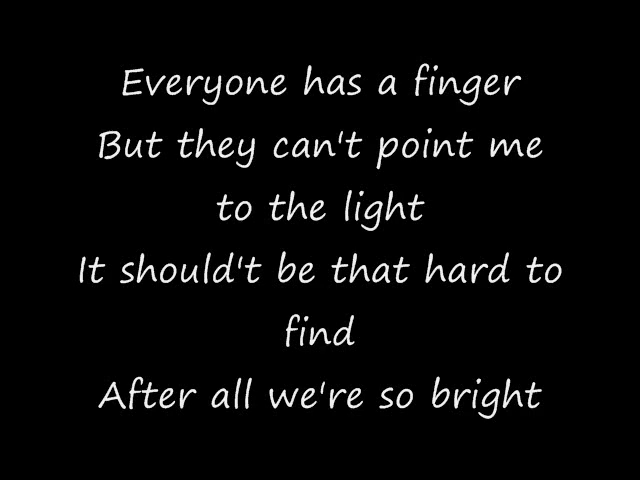 Everyone has a finger
But they can't point me
to the light
It should't be that hard to
find
After all we're so bright